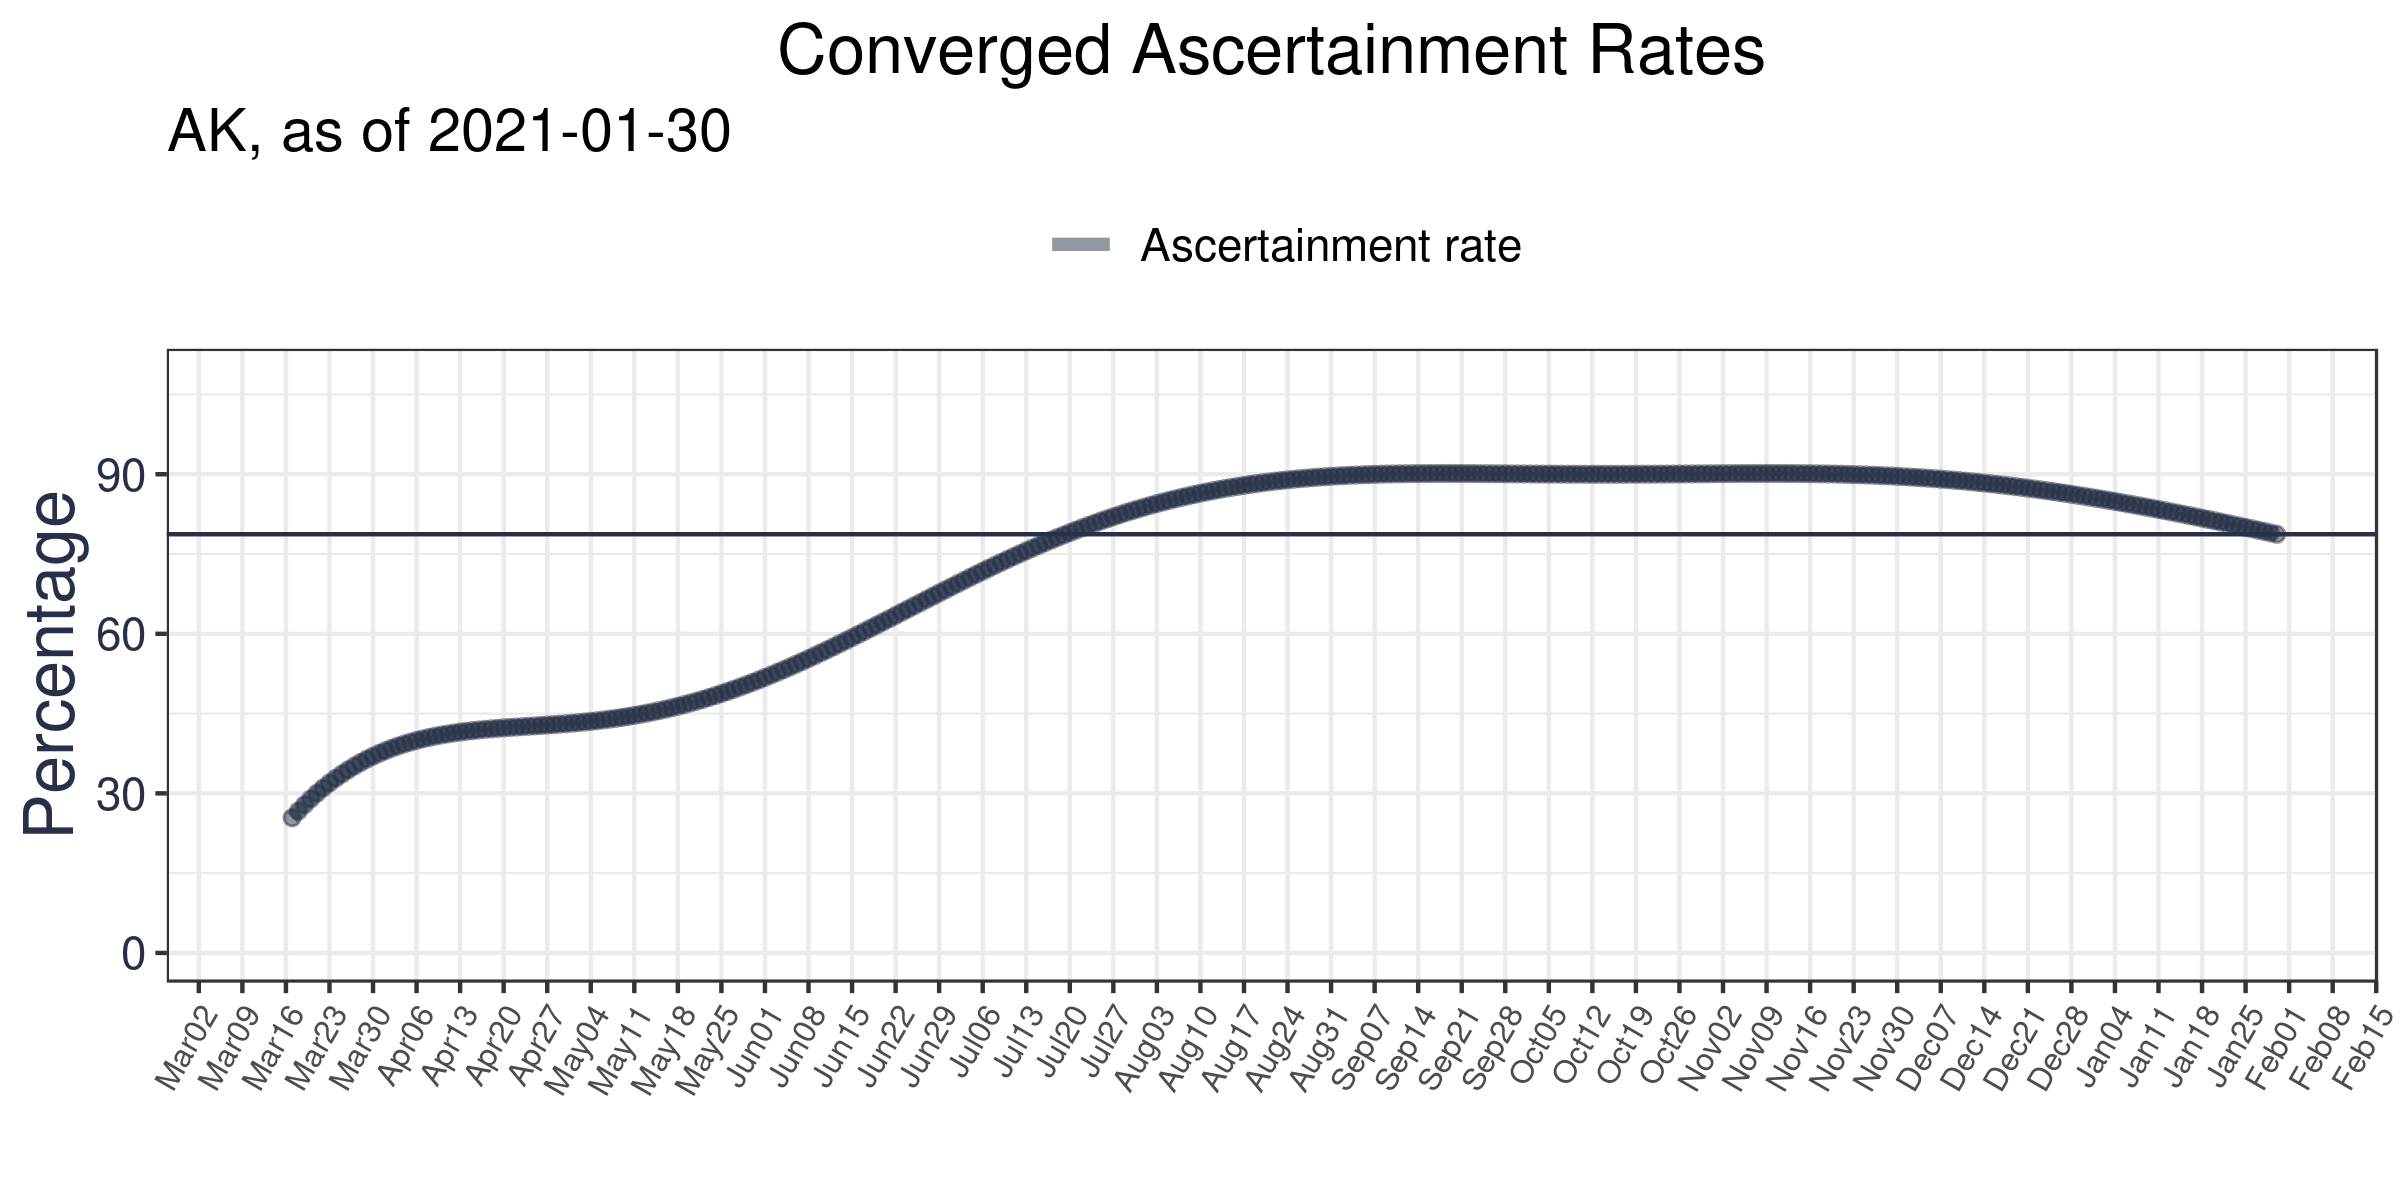 Converged Ascertainment Rates
AK, as of 2021-01-30
Ascertainment rate
Percentage
90
60
30
0
Mar02
Mar09
Mar16
Mar23
Mar30
Apr06
Apr13
Apr20
Apr27
May04
May11
May18
May25
Jun01
Jun08
Jun15
Jun22
Jun29
Jul06
Jul13
Jul20
Jul27
Aug03
Aug10
Aug17
Aug24
Aug31
Sep07
Sep14
Sep21
Sep28
Oct05
Oct12
Oct19
Oct26
Nov02
Nov09
Nov16
Nov23
Nov30
Dec07
Dec14
Dec21
Dec28
Jan04
Jan11
Jan18
Jan25
Feb01
Feb08
Feb15